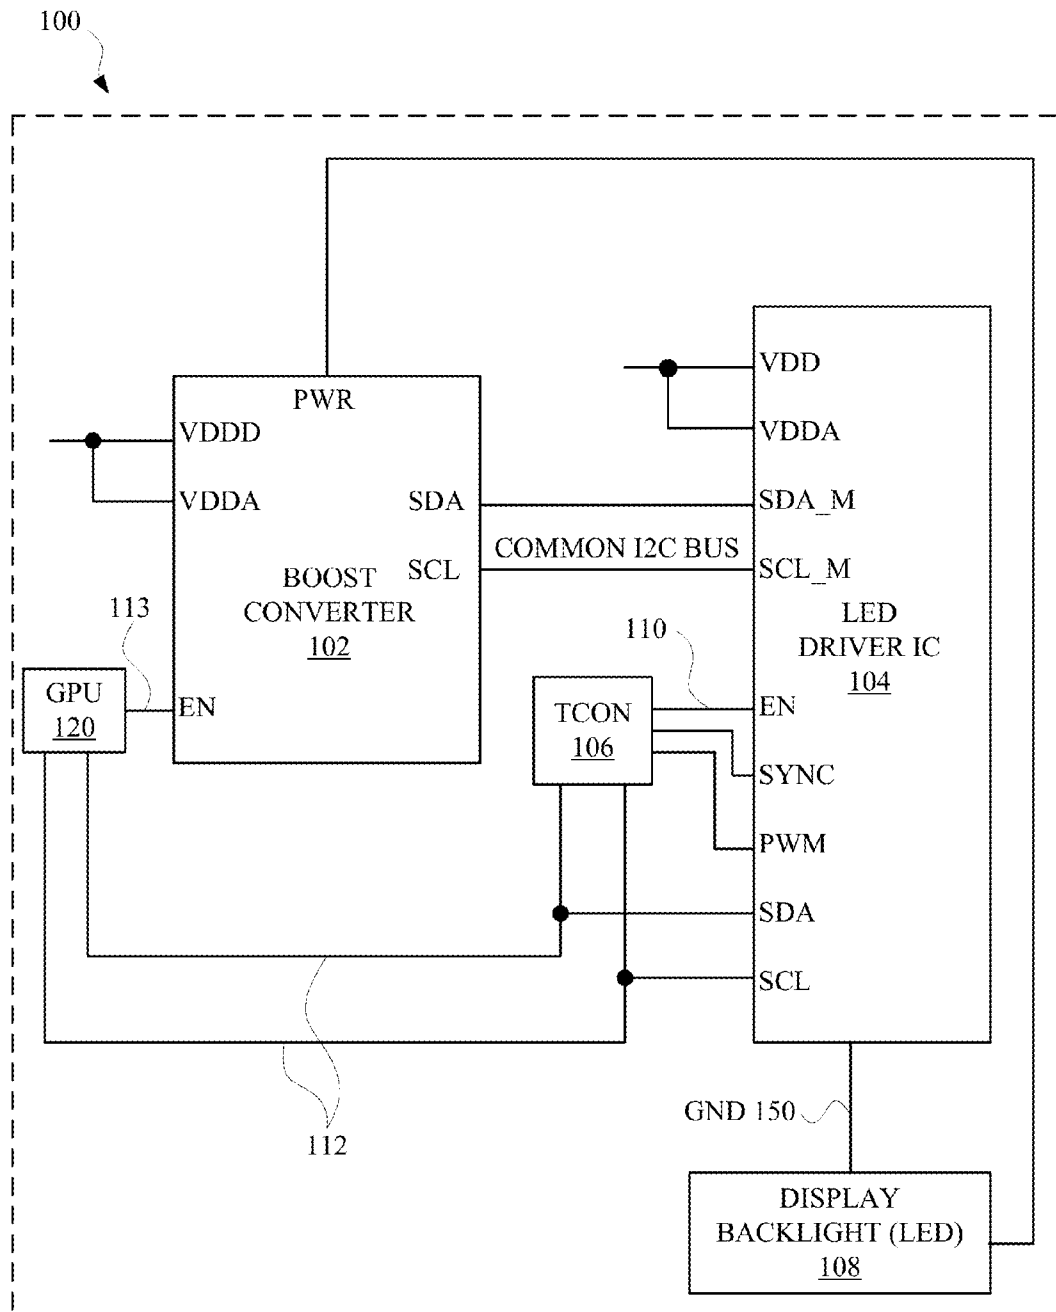 100
PWR
VDDD
VDDA
SDA
SCL
BOOST
CONVERTER
102
EN
113
GPU
120
COMMON I2C BUS
VDD
VDDA
SDA_M
SCL_M
LED
DRIVER IC
104
110
TCON
106
EN
SYNC
PWM
SDA
SCL
112
GND 150
DISPLAY
BACKLIGHT (LED)
108